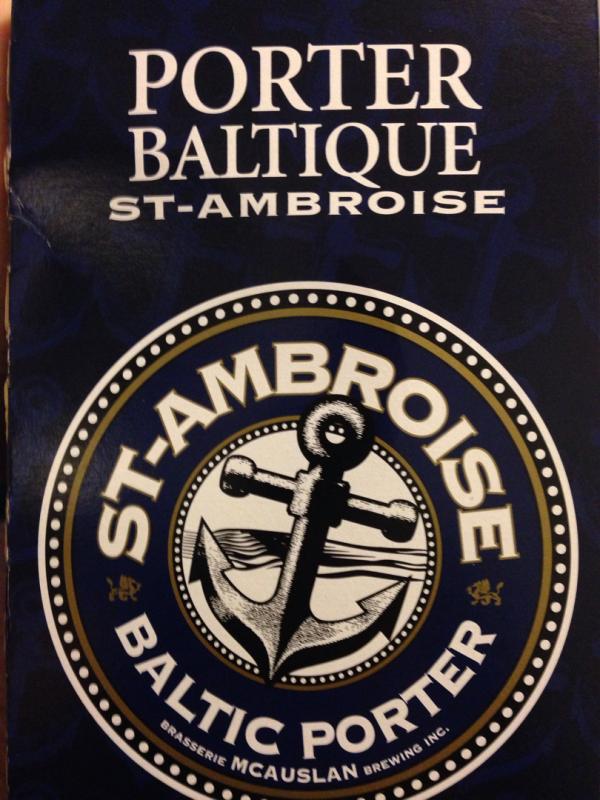 PORTER
BALTIQUE
ST-AMBROISE
ST-AMBROISE
BALTIC PORTER
BRASSERIE MCAUSLAN BREWING INC.